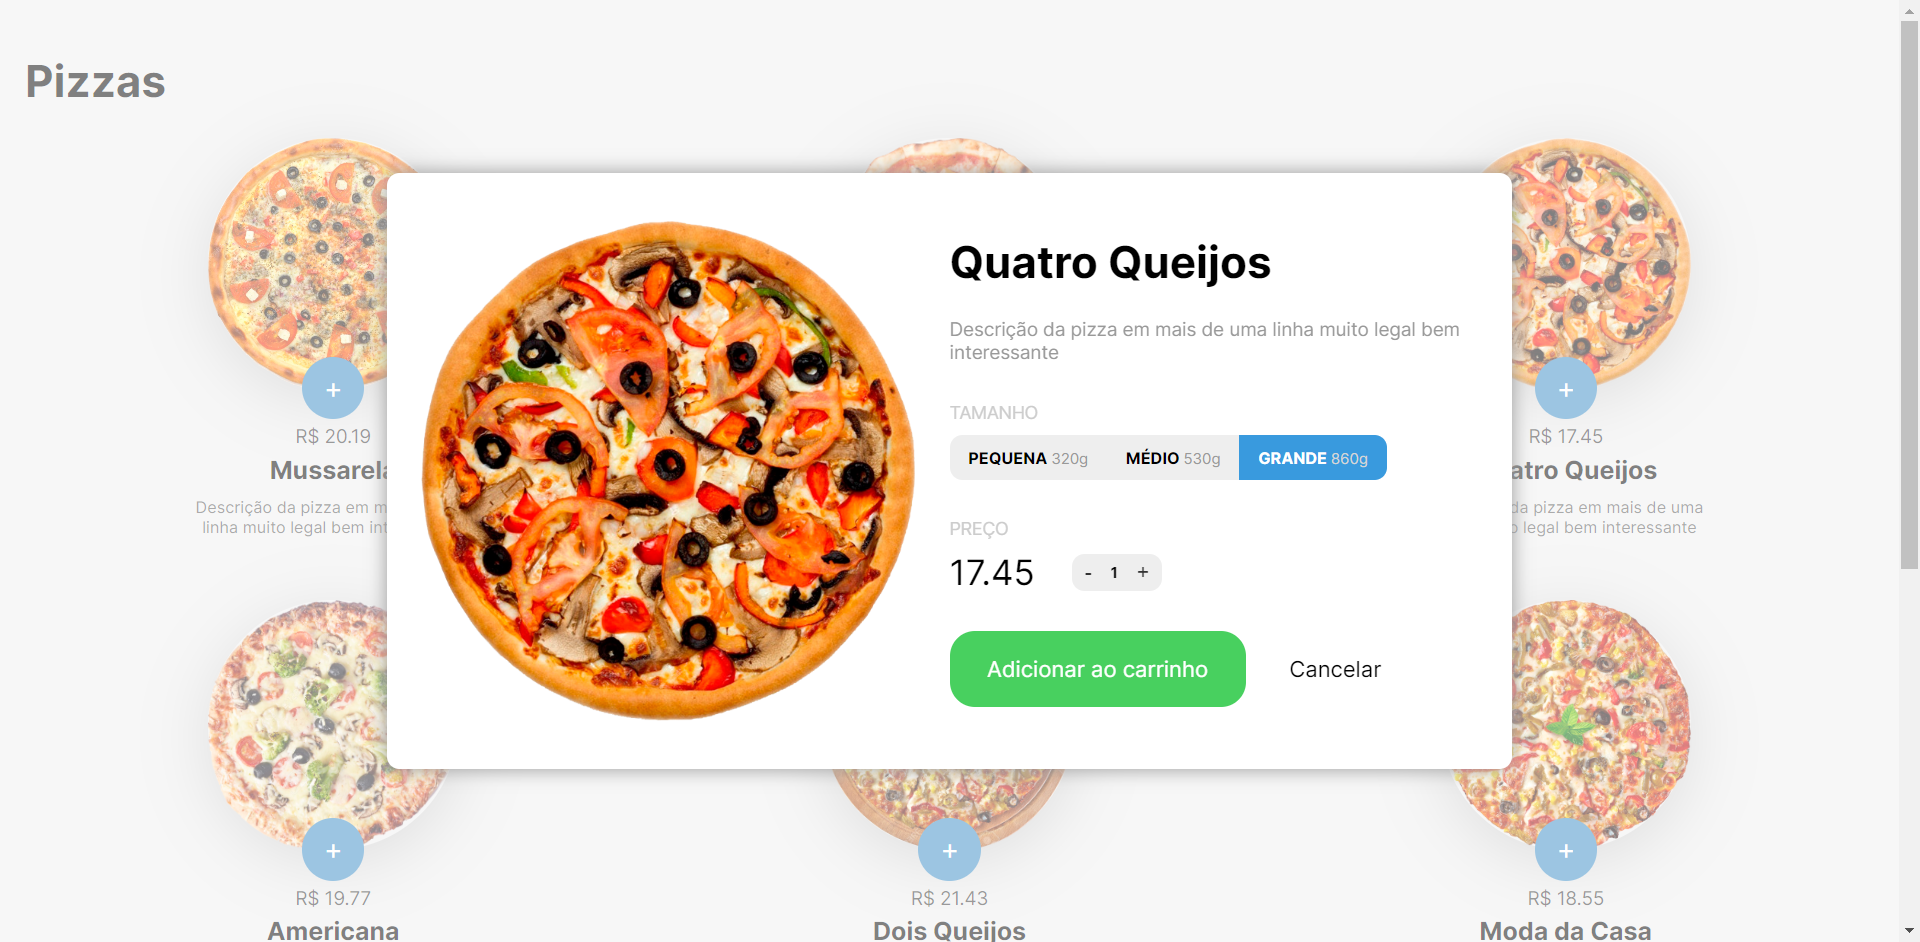 Pizzas
Quatro Queijos
Descrição da pizza em mais de uma linha muito legal bem
interessante
TAMANHO
PEQUENA 320g MÉDIO 530g GRANDE 860g
PREÇO
17.45 - 1 +
Adicionar ao carrinho Cancelar
+
R$ 20.19
Mussarela
Descrição da pizza em m
linha muito legal bem int
+
R$ 17.45
atro Queijos
da pizza em mais de uma
o legal bem interessante
+
R$ 19.77
Americana
+
R$ 21.43
Dois Queijos
+
R$ 18.55
Moda da Casa